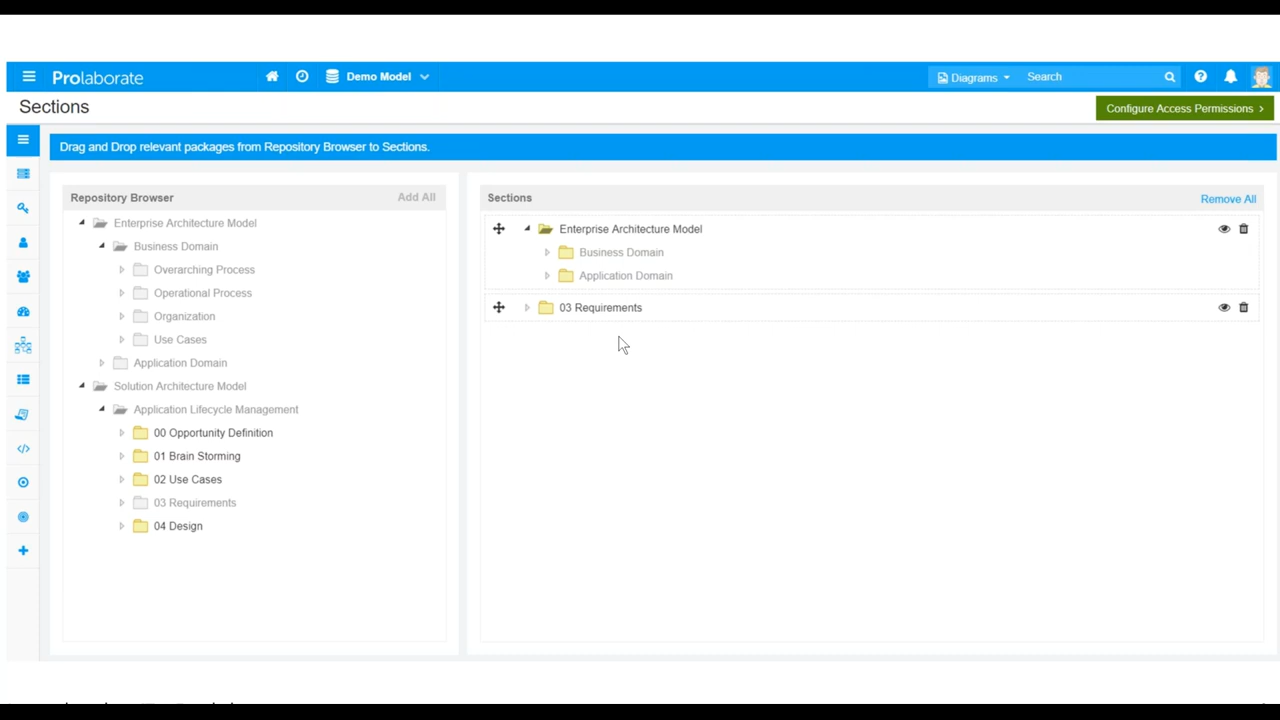 Prolaborate
Demo Model
Diagrams
Search
Sections
Configure Access Permissions
Drag and Drop relevant packages from Repository Browser to Sections.
Repository Browser
Add All
Enterprise Architecture Model
Business Domain
Overarching Process
Operational Process
Organization
Use Cases
Application Domain
Solution Architecture Model
Application Lifecycle Management
00 Opportunity Definition
01 Brain Storming
02 Use Cases
03 Requirements
04 Design
Sections
Remove All
Enterprise Architecture Model
Business Domain
Application Domain
03 Requirements